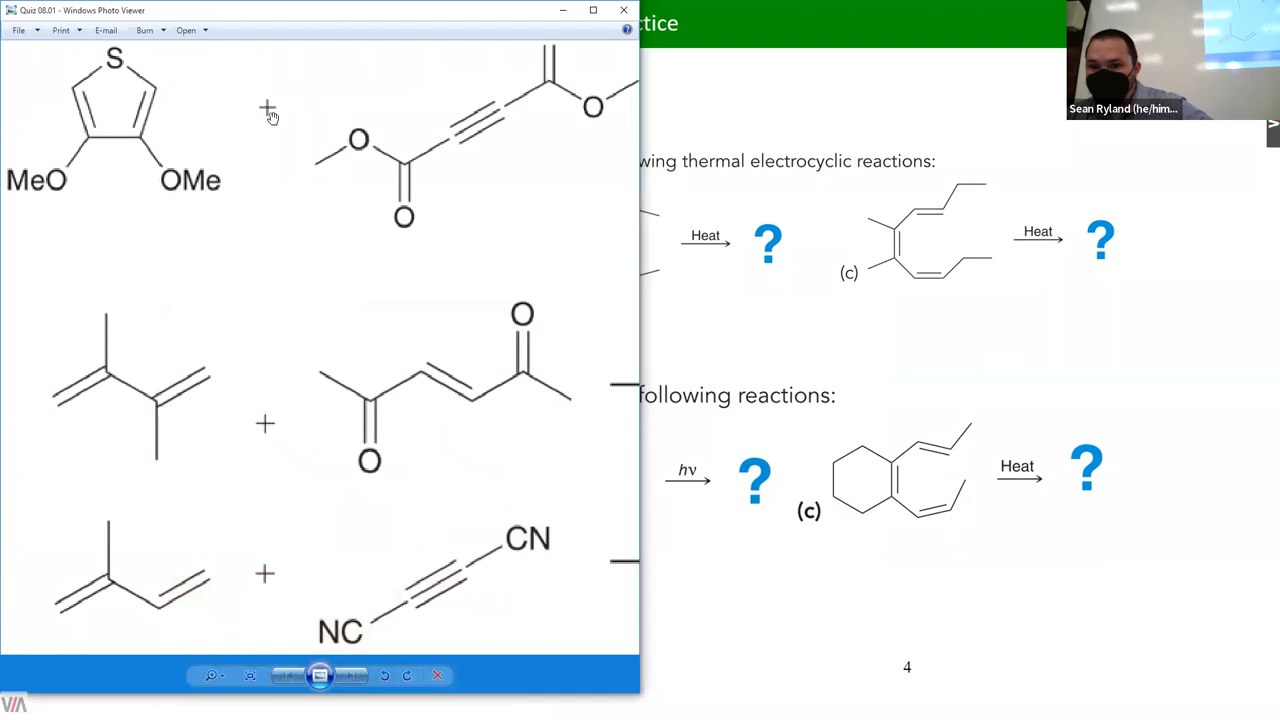 Quiz 08.01 - Windows Photo Viewer
File Print E-mail Burn Open
S
+
MeO OMe
O
O
O
+
O
O
+
CN
NC
ctice
Sean Ryland (he/him...
wing thermal electrocyclic reactions:
Heat
?
(c)
Heat
?
following reactions:
hν
?
(c)
Heat
?
4
VIA